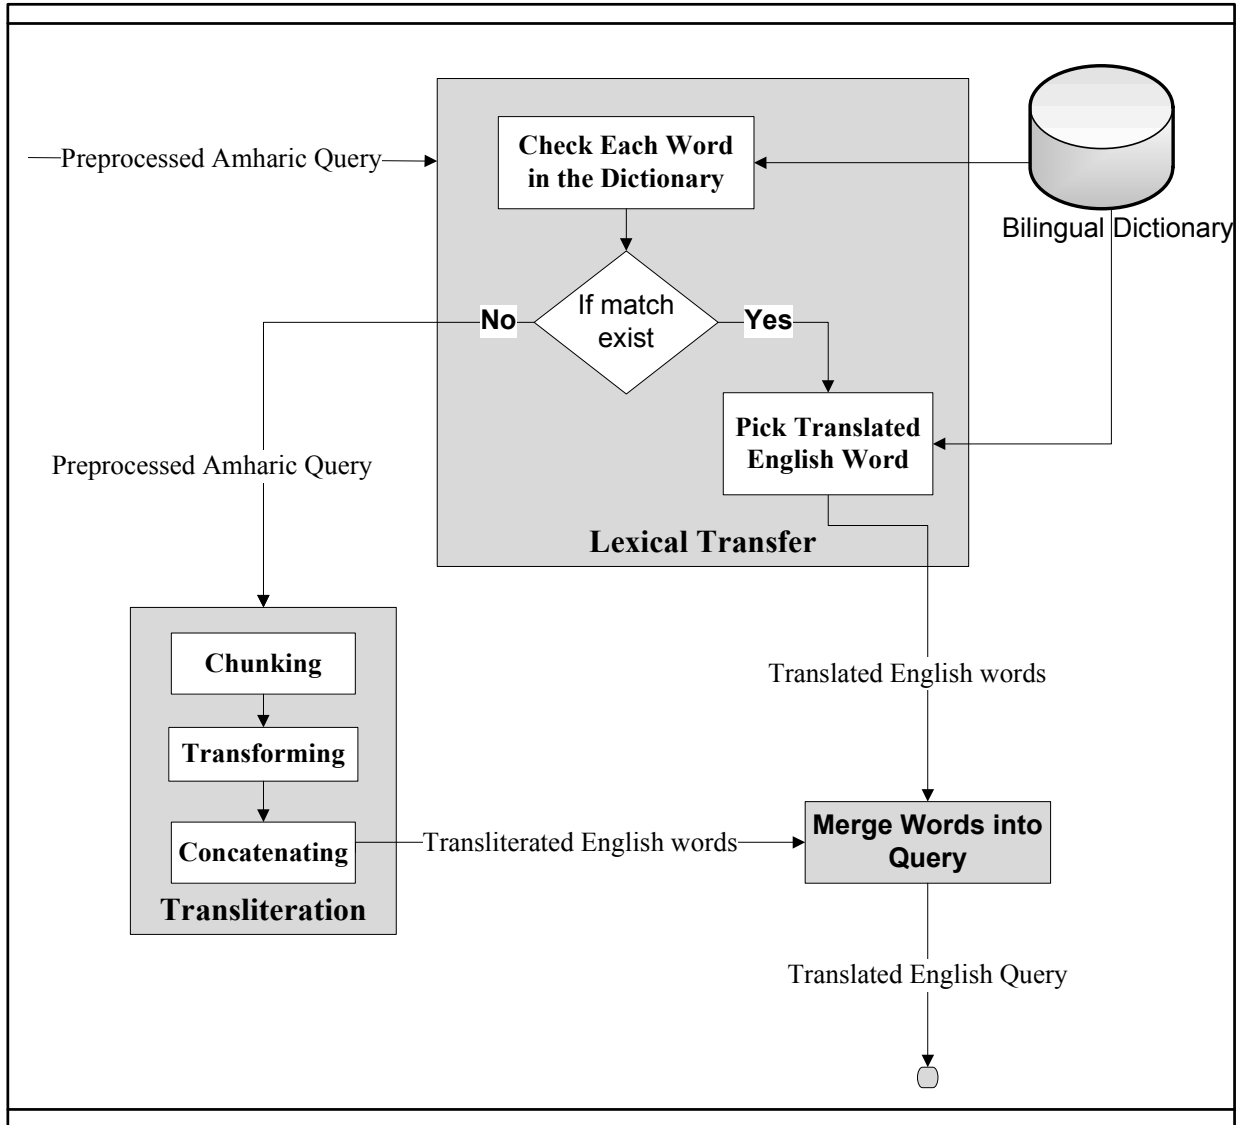 Check Each Word
in the Dictionary
Preprocessed Amharic Query
Bilingual Dictionary
If match
exist
No
Yes
Pick Translated
English Word
Preprocessed Amharic Query
Lexical Transfer
Chunking
Translated English words
Transforming
Merge Words into
Query
Concatenating
Transliterated English words
Transliteration
Translated English Query